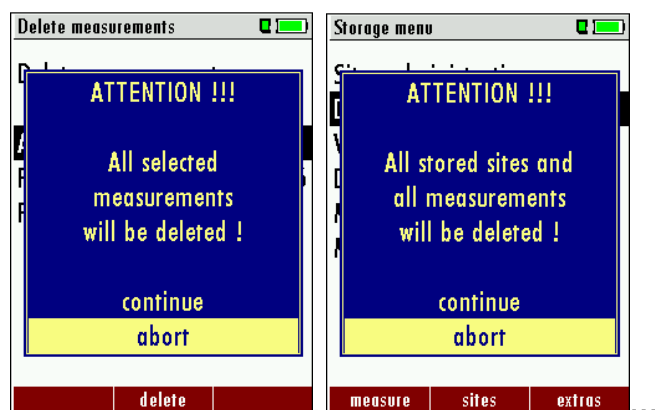 Delete measurements
ATTENTION !!!
All selected
measurements
will be deleted !
continue
abort
delete
Storage menu
ATTENTION !!!
All stored sites and
all measurements
will be deleted !
continue
abort
measure
sites
extras